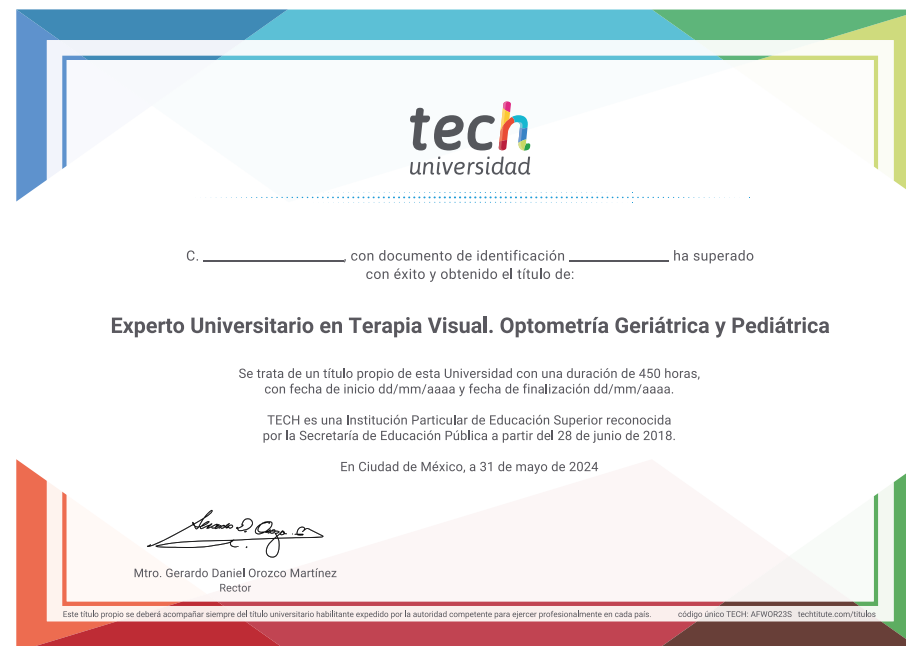 tech
universidad
C. ____________________, con documento de identificación ______________ ha superado
con éxito y obtenido el título de:
Experto Universitario en Terapia Visual. Optometría Geriátrica y Pediátrica
Se trata de un título propio de esta Universidad con una duración de 450 horas,
con fecha de inicio dd/mm/aaaa y fecha de finalización dd/mm/aaaa.
TECH es una Institución Particular de Educación Superior reconocida
por la Secretaría de Educación Pública a partir del 28 de junio de 2018.
En Ciudad de México, a 31 de mayo de 2024
Mtro. Gerardo Daniel Orozco Martínez
Rector
Este título propio se deberá acompañar siempre del título universitario habilitante expedido por la autoridad competente para ejercer profesionalmente en cada país. código único TECH: AFWOR23S techtitute.com/titulos